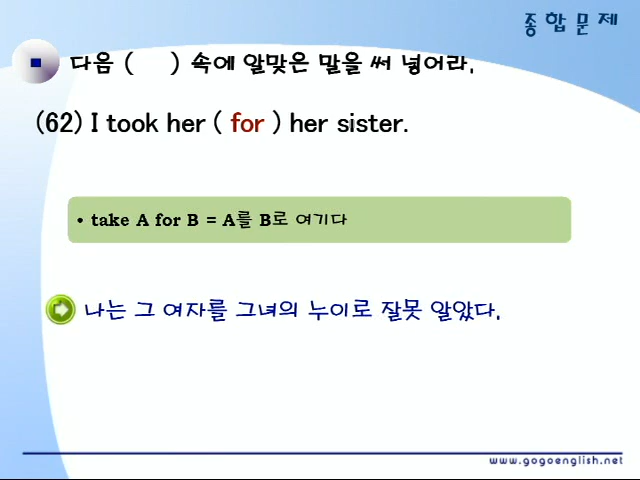 종합문제
다음 ( ) 속에 알맞은 말을 써 넣어라.
(62) I took her ( for ) her sister.
• take A for B = A를 B로 여기다
나는 그 여자를 그녀의 누이로 잘못 알았다.
www.gogoenglish.net